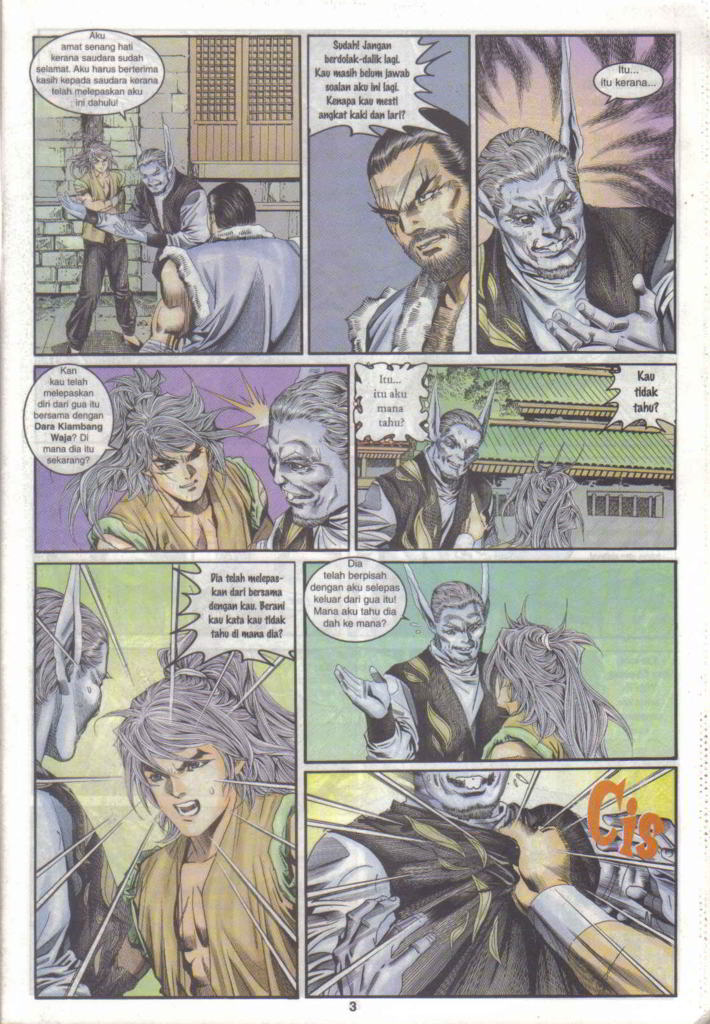 Aku
amat senang hati
kerana saudara sudah
selamat. Aku harus berterima
kasih kepada saudara kerana
telah melepaskan aku
ini dahulu!
Sudah! Jangan
berdolak-dalik lagi.
Kau masih belum jawab
soalan aku ini lagi.
Kenapa kau mesti
angkat kaki dan lari?
Itu...
itu kerana...
Kan
kau telah
melepaskan
diri dari gua itu
bersama dengan
Dara Kiambang
Waja? Di
mana dia itu
sekarang?
Itu...
itu aku
mana
tahu?
Kau
tidak
tahu?
Dia telah melepas-
kan dari bersama
dengan kau. Berani
kau kata kau tidak
tahu di mana dia?
Dia
telah berpisah
dengan aku selepas
keluar dari gua itu!
Mana aku tahu dia
dah ke mana?
Cis
3